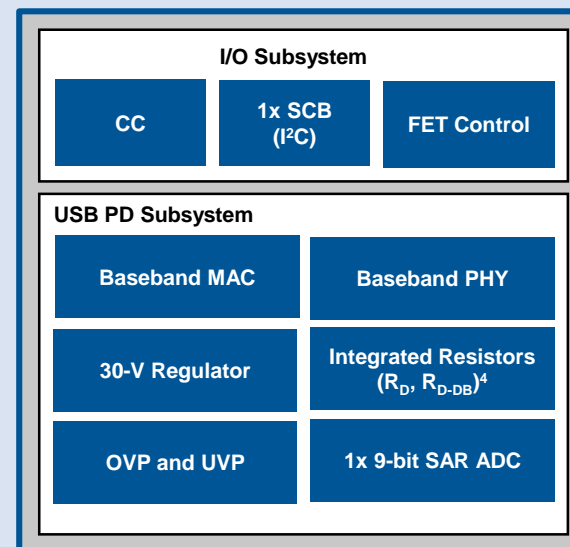 I/O Subsystem
CC
1x SCB
(I²C)
FET Control
USB PD Subsystem
Baseband MAC
Baseband PHY
30-V Regulator
Integrated Resistors
(R_D, R_D-DB)⁴
OVP and UVP
1x 9-bit SAR ADC